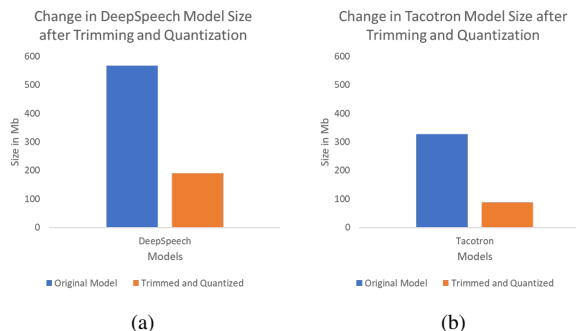 Change in DeepSpeech Model Size
after Trimming and Quantization
600
500
400
300
200
100
0
Size in Mb
DeepSpeech
Models
Original Model
Trimmed and Quantized
(a)
Change in Tacotron Model Size after
Trimming and Quantization
600
500
400
300
200
100
0
Size in Mb
Tacotron
Models
Original Model
Trimmed and Quantized
(b)